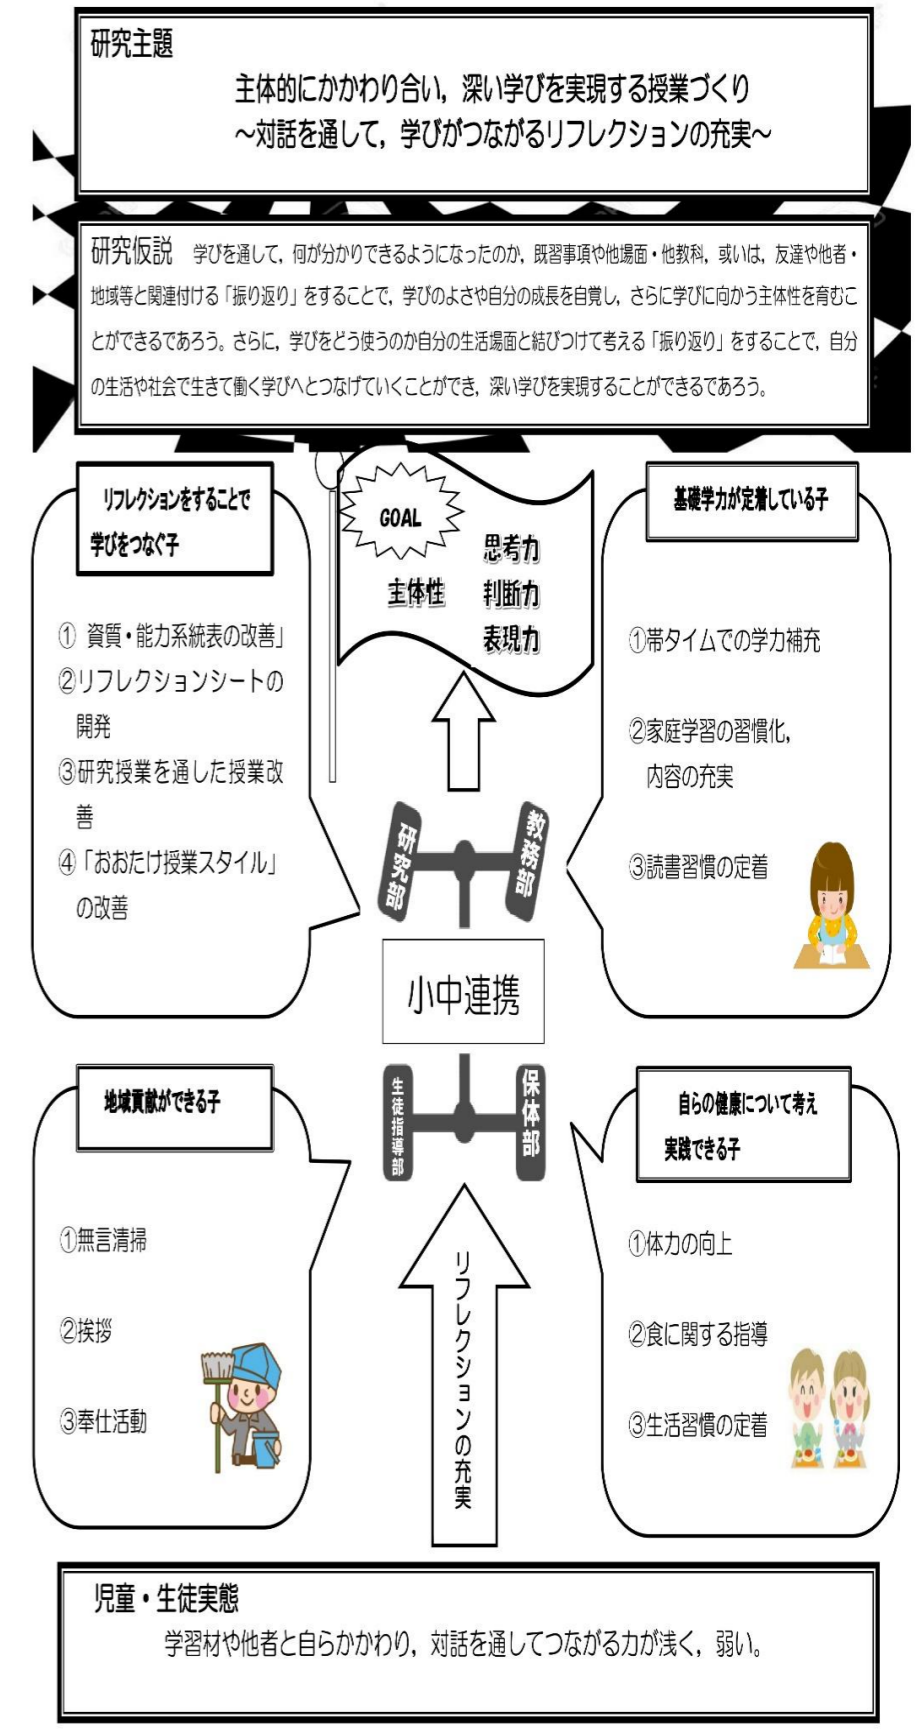 研究主題
主体的にかかわり合い，深い学びを実現する授業づくり
～対話を通して，学びがつながるリフレクションの充実～
研究仮説　学びを通して，何が分かりできるようになったのか，既習事項や他場面・他教科，或いは，友達や他者・
地域等と関連付ける「振り返り」をすることで，学びのよさや自分の成長を自覚し，さらに学びに向かう主体性を育むこ
とができるであろう。さらに，学びをどう使うのか自分の生活場面と結びつけて考える「振り返り」をすることで，自分
の生活や社会で生きて働く学びへとつなげていくことができ，深い学びを実現することができるであろう。
リフレクションをすることで
学びをつなぐ子
① 資質・能力系統表の改善」
②リフレクションシートの
開発
③研究授業を通した授業改
善
④「おおたけ授業スタイル」
の改善
GOAL
主体性
思考力
判断力
表現力
基礎学力が定着している子
①帯タイムでの学力補充
②家庭学習の習慣化，
内容の充実
③読書習慣の定着
研究部
教務部
小中連携
生徒指導部
保体部
地域貢献ができる子
①無言清掃
②挨拶
③奉仕活動
リフレクションの充実
自らの健康について考え
実践できる子
①体力の向上
②食に関する指導
③生活習慣の定着
児童・生徒実態
学習材や他者と自らかかわり，対話を通してつながる力が浅く，弱い。